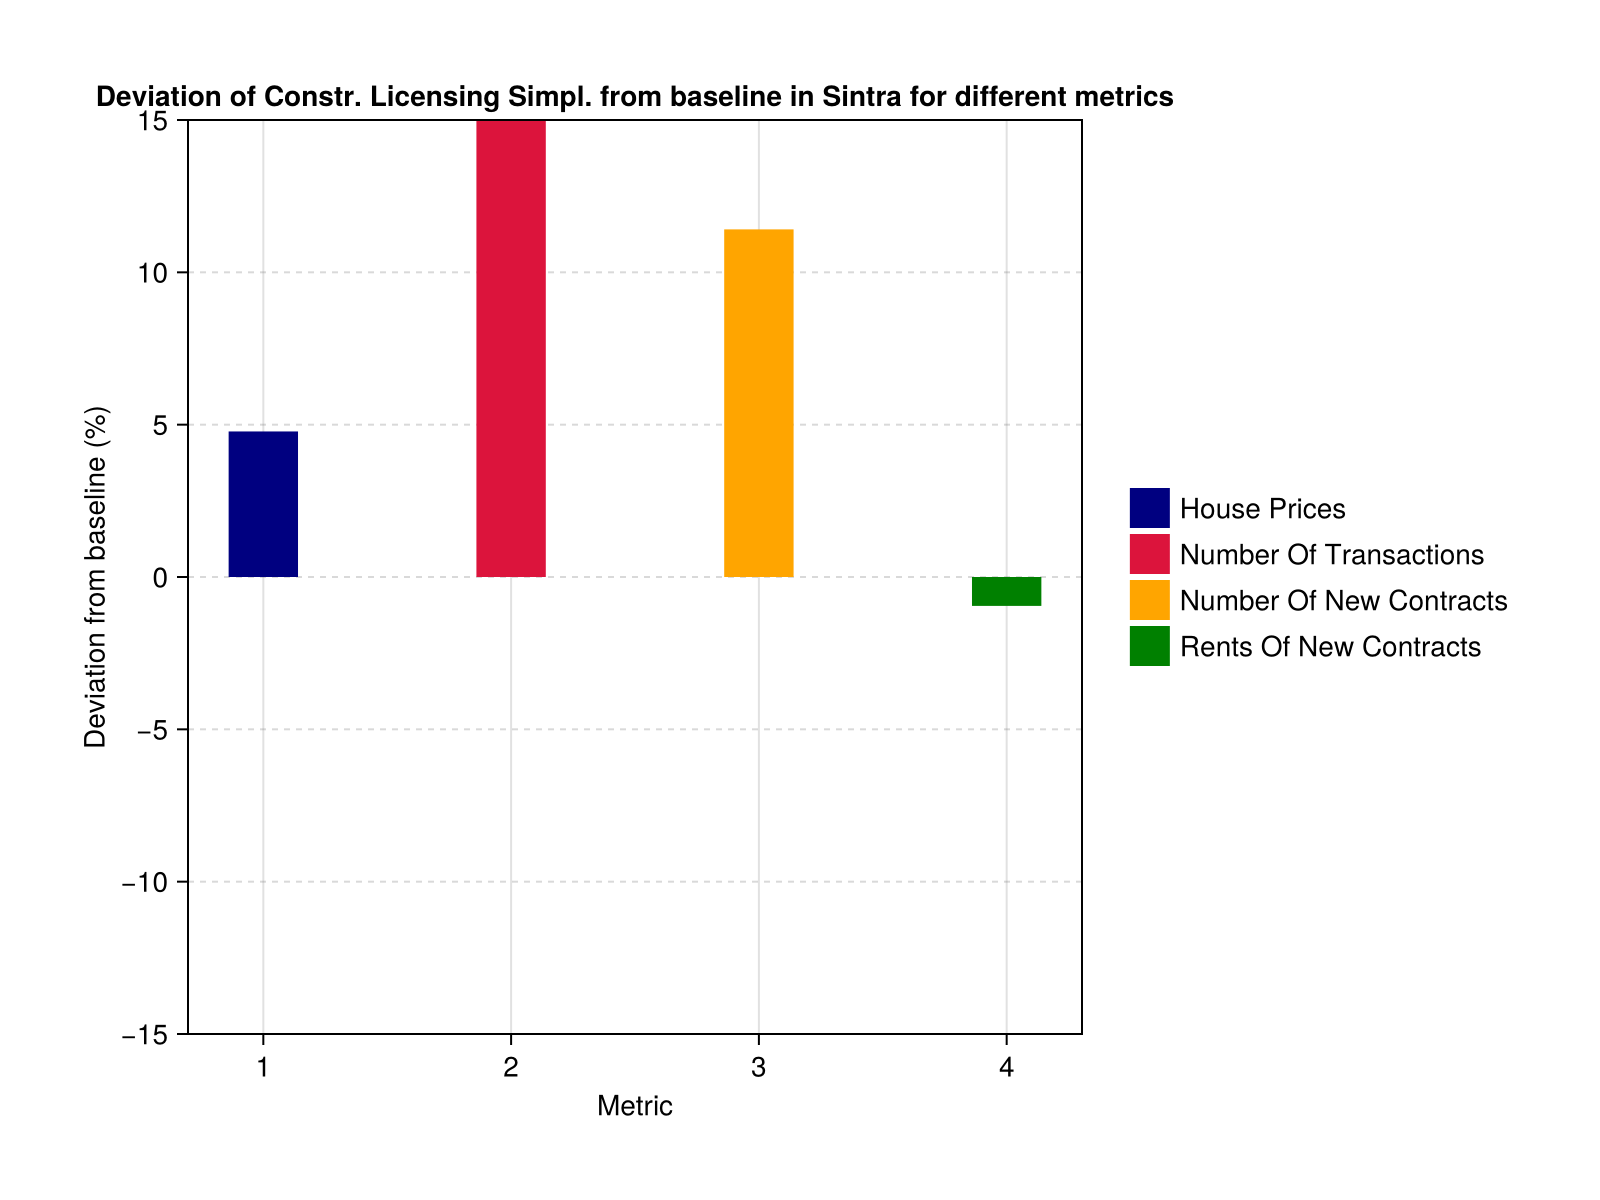 Deviation of Constr. Licensing Simpl. from baseline in Sintra for different metrics
15
10
5
0
−5
−10
−15
Deviation from baseline (%)
1 2 3 4
Metric
House Prices
Number Of Transactions
Number Of New Contracts
Rents Of New Contracts